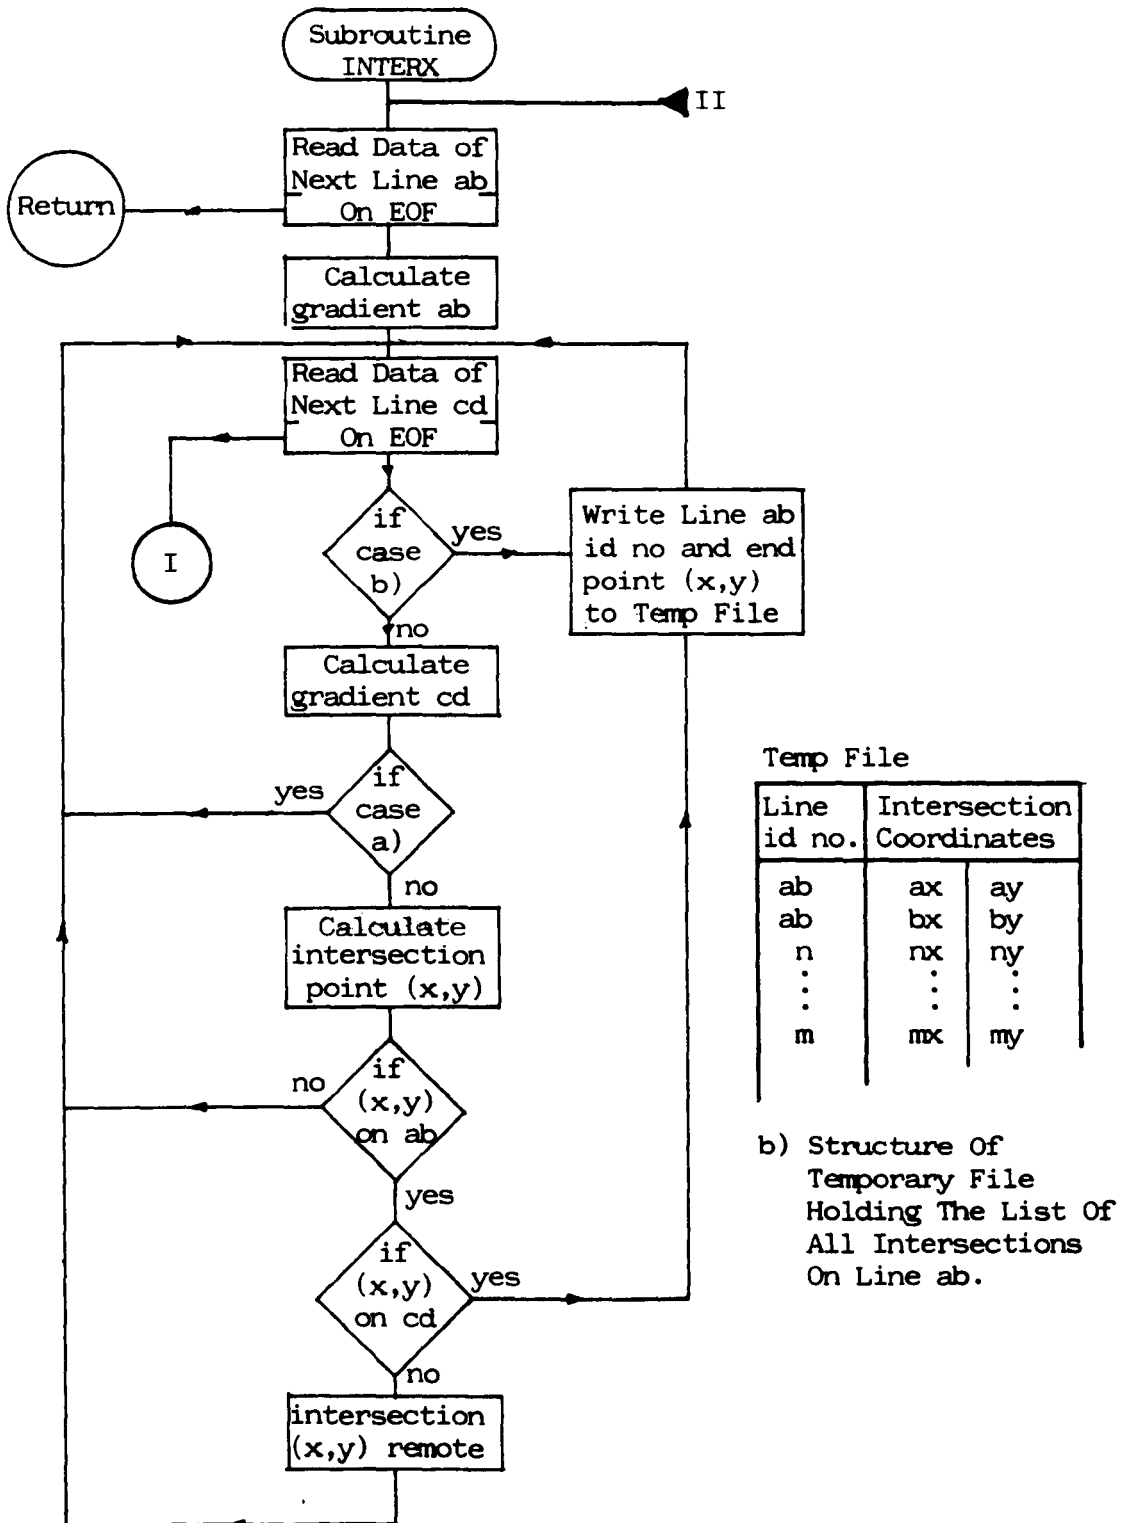 Subroutine
INTERX
II
Read Data of
Next Line ab
On EOF
Return
Calculate
gradient ab
Read Data of
Next Line cd
On EOF
I
if
case
b)
yes
no
Write Line ab
id no and end
point (x,y)
to Temp File
Calculate
gradient cd
if
case
a)
yes
no
Calculate
intersection
point (x,y)
if
(x,y)
on ab
no
yes
if
(x,y)
on cd
yes
no
intersection
(x,y) remote
Temp File
Line Intersection
id no. Coordinates
ab ax ay
ab bx by
n nx ny
m mx my
b) Structure Of
Temporary File
Holding The List Of
All Intersections
On Line ab.